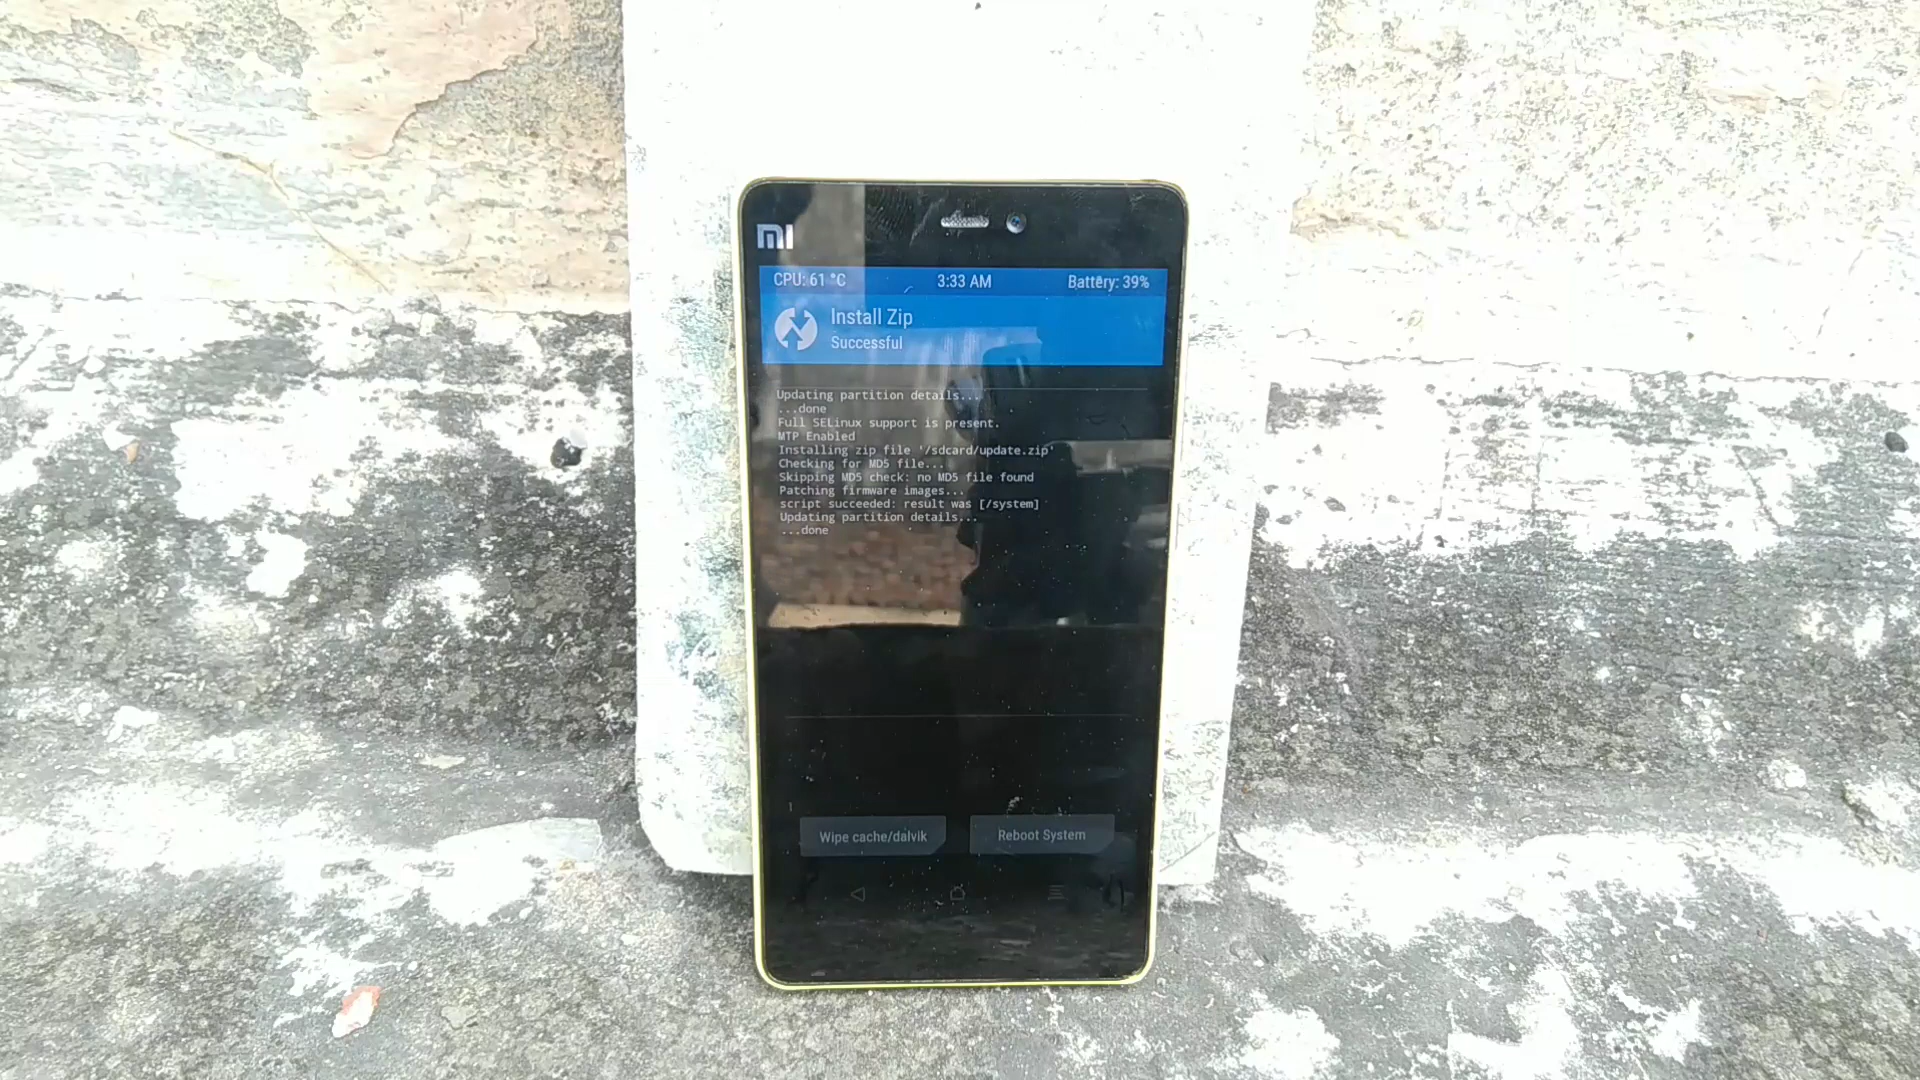 MI
CPU: 61 °C 3:33 AM Battery: 39%
Install Zip
Successful
Updating partition details...
...done
Full SELinux support is present.
MTP Enabled
Installing zip file '/sdcard/update.zip'
Checking for MD5 file...
Skipping MD5 check: no MD5 file found
Patching firmware images...
script succeeded: result was [/system]
Updating partition details...
...done
Wipe cache/dalvik Reboot System